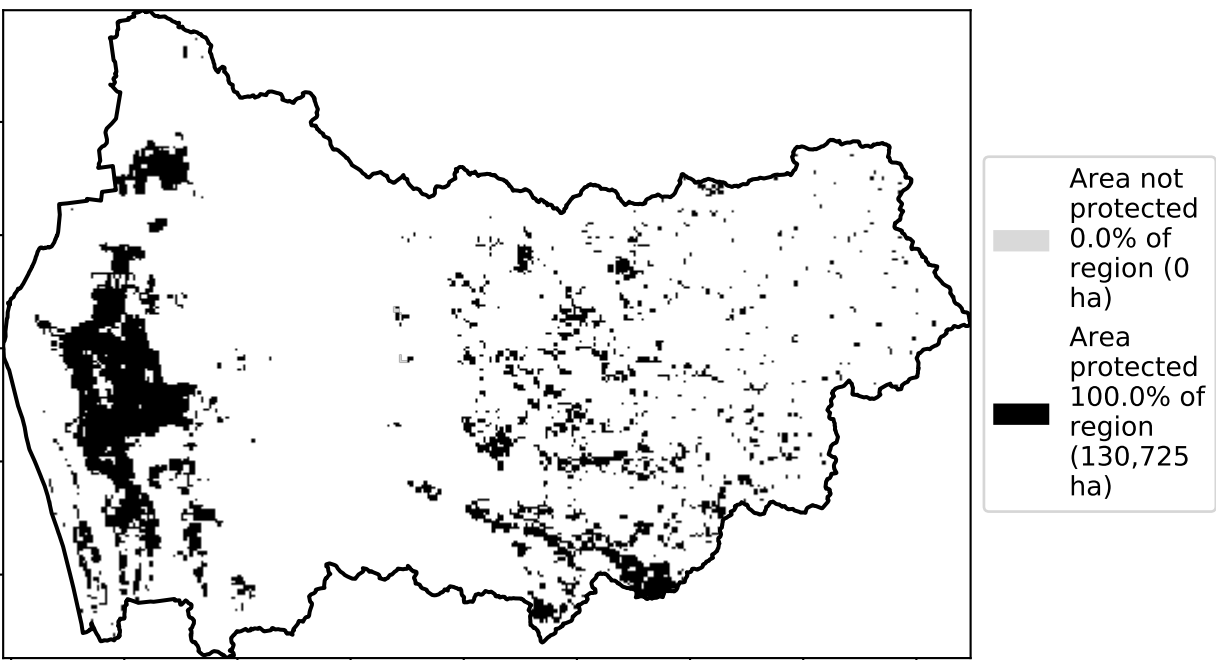 Area not
protected
0.0% of
region (0
ha)
Area
protected
100.0% of
region
(130,725
ha)